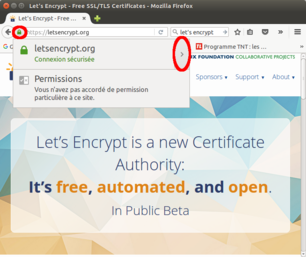 Let's Encrypt - Free SSL/TLS Certificates - Mozilla Firefox
Let's Encrypt - Free ...
https://letsencrypt.org
let's encrypt
letsencrypt.org
Connexion sécurisée
Programme TNT : les ...
FOUNDATION COLLABORATIVE PROJECTS
Permissions
Vous n'avez pas accordé de permission
particulière à ce site.
Sponsors
Support
About
Let's Encrypt is a new Certificate
Authority:
It's free, automated, and open.
In Public Beta